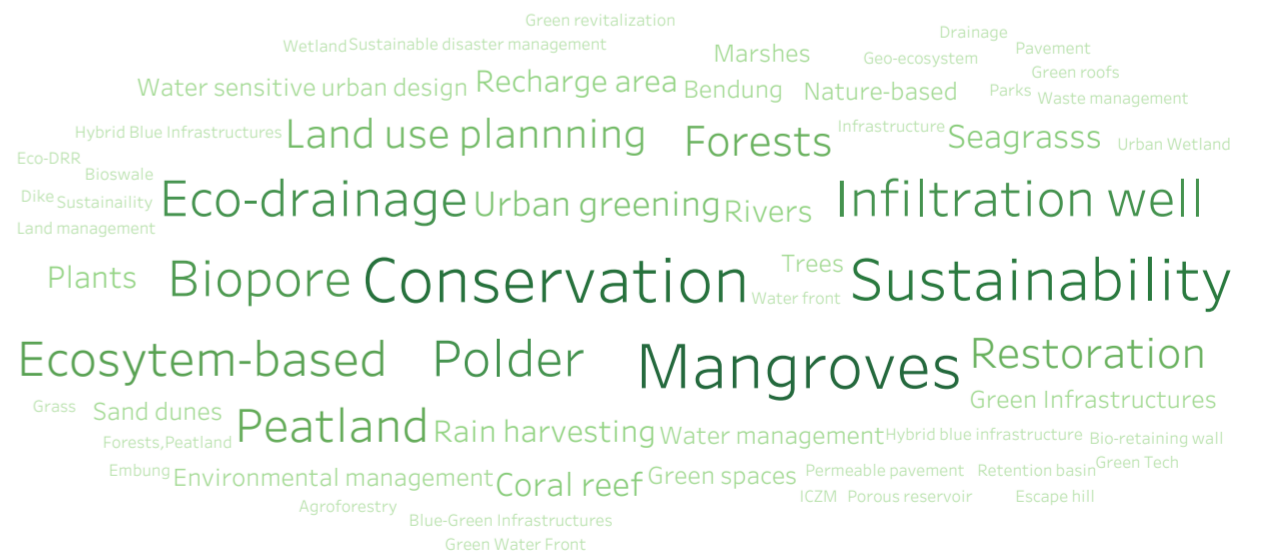 Green revitalization
Drainage
Wetland Sustainable disaster management
Marshes
Geo-ecosystem
Pavement
Green roofs
Water sensitive urban design Recharge area Bendung Nature-based Parks Waste management
Hybrid Blue Infrastructures Land use plannning Forests Infrastructure Seagrasss Urban Wetland
Eco-DRR
Bioswale
Dike Sustainaility Eco-drainage Urban greening Rivers Infiltration well
Land management
Plants Biopore Conservation Trees Water front Sustainability
Ecosytem-based Polder Mangroves Restoration
Green Infrastructures
Grass Sand dunes Peatland Rain harvesting Water management Hybrid blue infrastructure Bio-retaining wall
Forests,Peatland
Embung Environmental management Coral reef Green spaces Permeable pavement Retention basin Green Tech
ICZM Porous reservoir Escape hill
Agroforestry
Blue-Green Infrastructures
Green Water Front